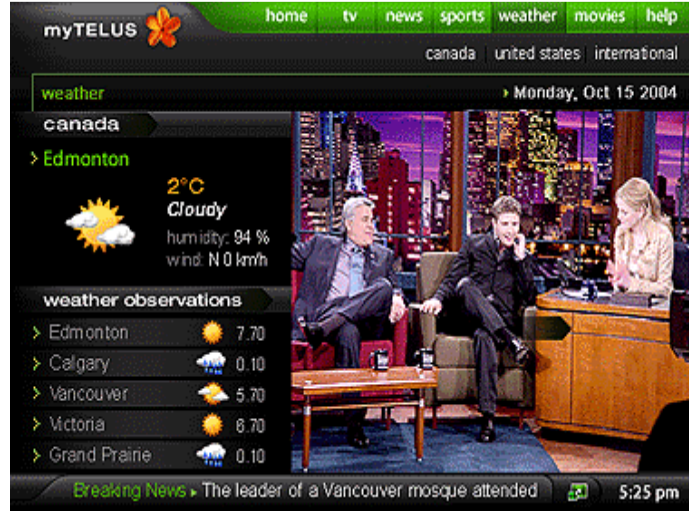 myTELUS
home tv news sports weather movies help
canada united states international
weather
› Monday, Oct 15 2004
canada
› Edmonton
2°C
Cloudy
humidity: 94 %
wind: N 0 km/h
weather observations
› Edmonton 7.70
› Calgary 0.10
› Vancouver 5.70
› Victoria 6.70
› Grand Prairie 0.10
Breaking News ▸ The leader of a Vancouver mosque attended
5:25 pm